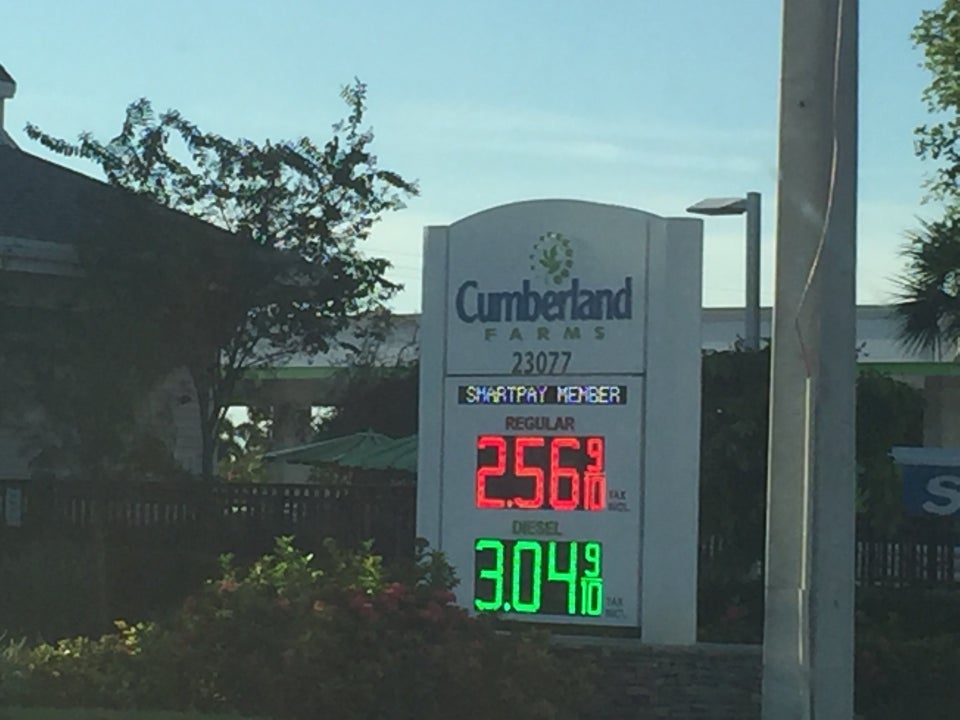 Cumberland
FARMS
23077
SMARTPAY MEMBER
REGULAR
2.56 9/10
TAX
INCL.
DIESEL
3.04 9/10
TAX
INCL.
S